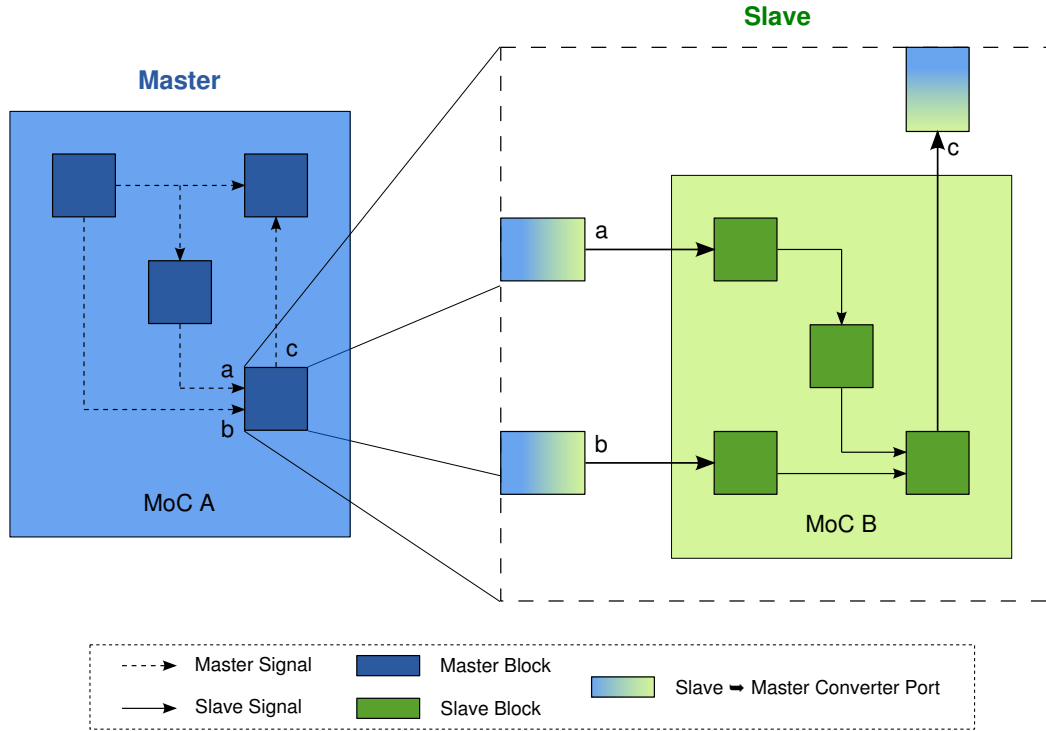 Slave
Master
c
a
c
a
b
b
MoC A
MoC B
Master Signal
Master Block
Slave ➥ Master Converter Port
Slave Signal
Slave Block